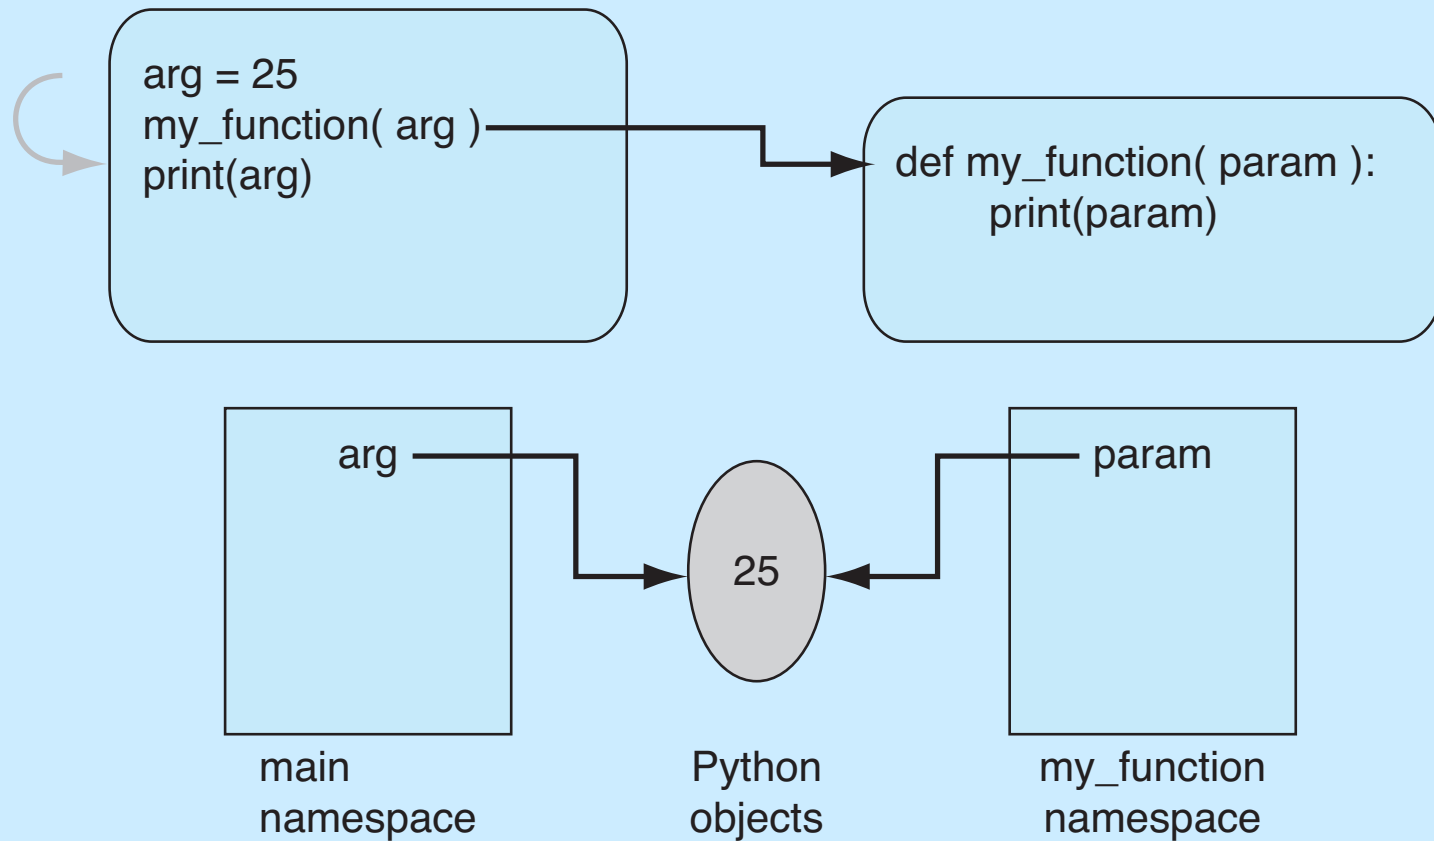 arg = 25
my_function( arg )
print(arg)
def my_function( param ):
print(param)
arg
25
param
main
namespace
Python
objects
my_function
namespace